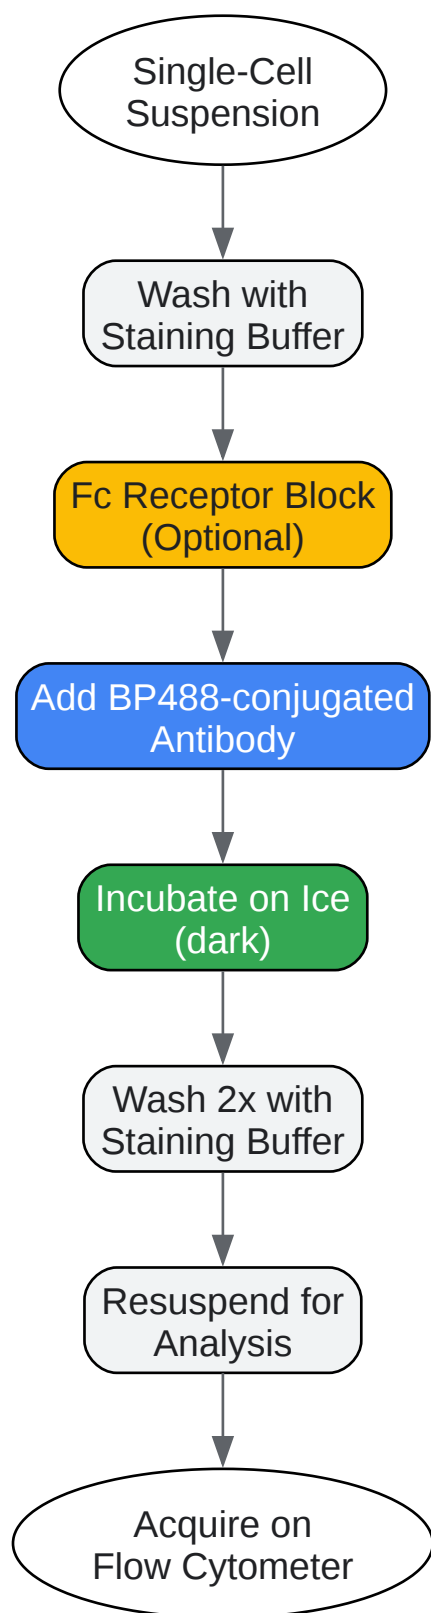 Single-Cell
Suspension
Wash with
Staining Buffer
Fc Receptor Block
(Optional)
Add BP488-conjugated
Antibody
Incubate on Ice
(dark)
Wash 2x with
Staining Buffer
Resuspend for
Analysis
Acquire on
Flow Cytometer